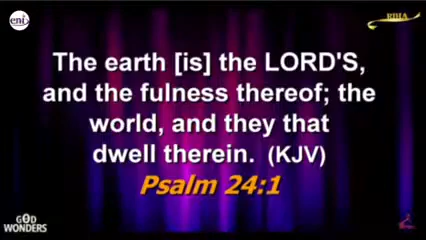 eni
The earth [is] the LORD'S,
and the fulness thereof; the
world, and they that
dwell therein. (KJV)
Psalm 24:1
GOD
WONDERS